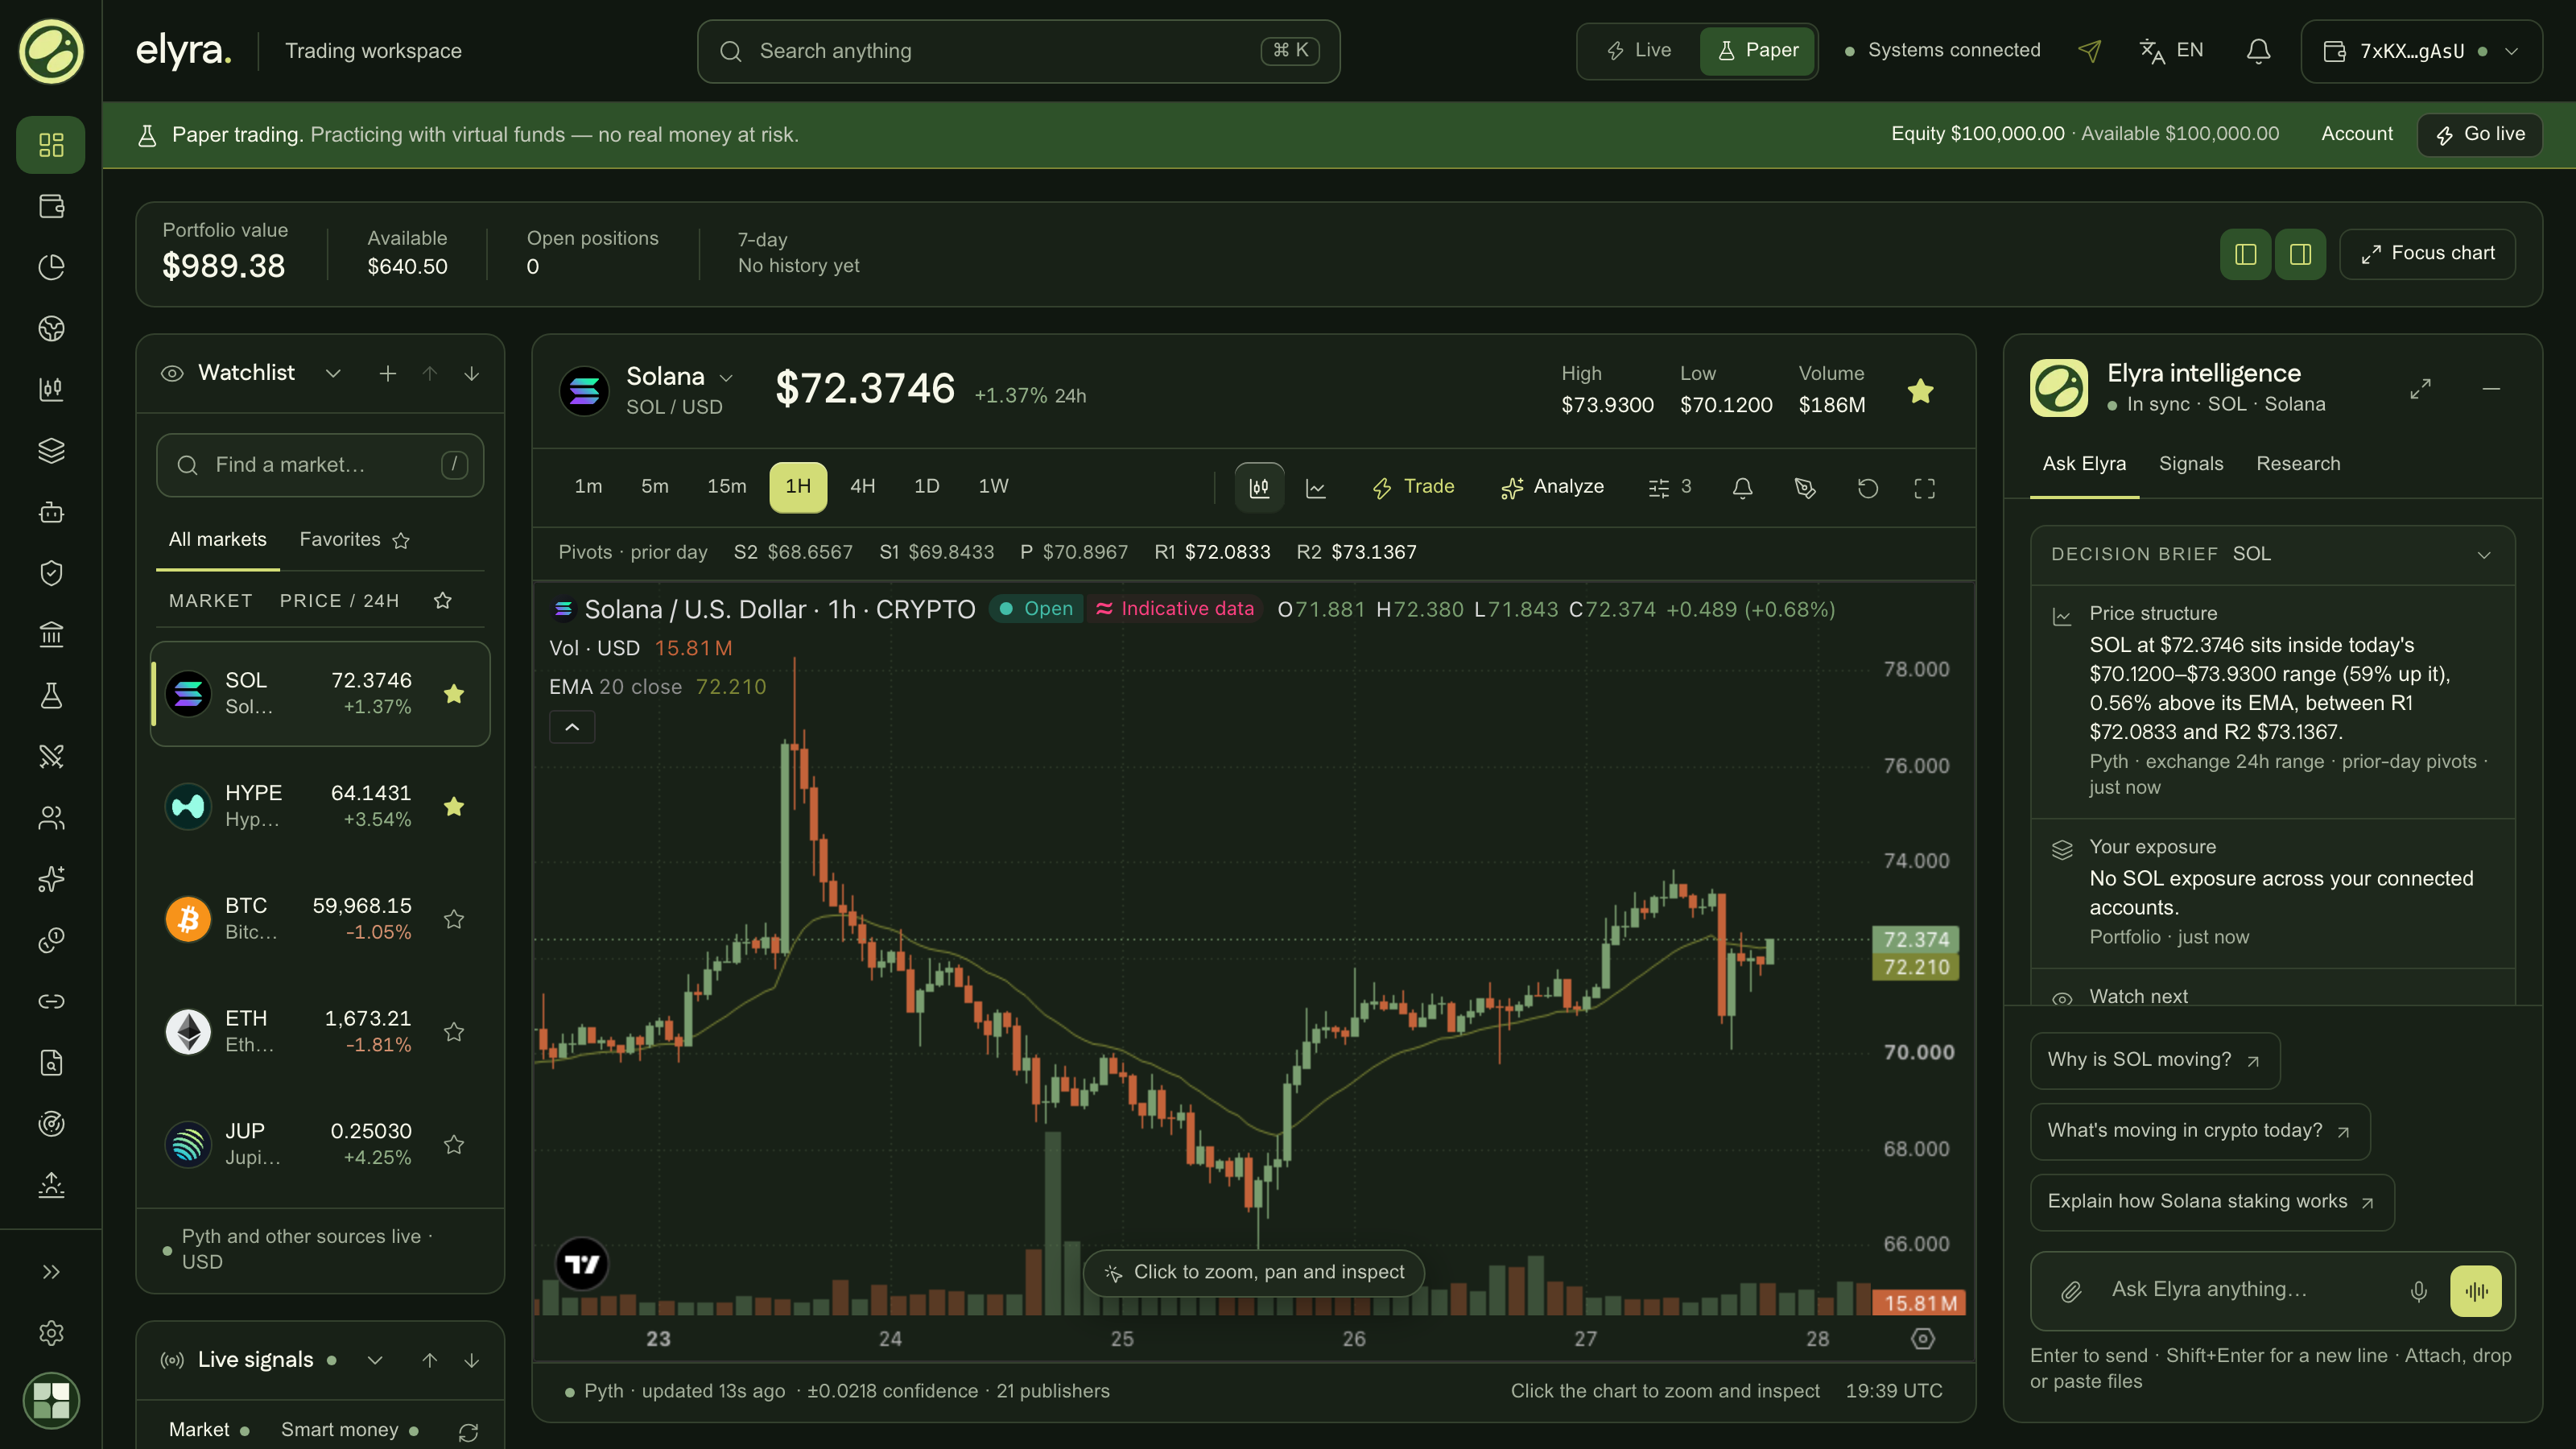 elyra.
Trading workspace
Search anything
⌘ K
Live
Paper
Systems connected
EN
7xKX…gAsU
Paper trading. Practicing with virtual funds — no real money at risk.
Equity $100,000.00 · Available $100,000.00
Account
Go live
Portfolio value
$989.38
Available
$640.50
Open positions
0
7-day
No history yet
Focus chart
Watchlist
Find a market…
/
All markets
Favorites
MARKET
PRICE / 24H
SOL 72.3746
Sol… +1.37%
HYPE 64.1431
Hyp… +3.54%
BTC 59,968.15
Bitc… -1.05%
ETH 1,673.21
Eth… -1.81%
JUP 0.25030
Jupi… +4.25%
Pyth and other sources live ·
USD
Live signals
Market
Smart money
Solana
SOL / USD
$72.3746
+1.37% 24h
High
$73.9300
Low
$70.1200
Volume
$186M
1m 5m 15m 1H 4H 1D 1W
Trade
Analyze
3
Pivots · prior day S2 $68.6567 S1 $69.8433 P $70.8967 R1 $72.0833 R2 $73.1367
Solana / U.S. Dollar · 1h · CRYPTO
Open
Indicative data
O71.881 H72.380 L71.843 C72.374 +0.489 (+0.68%)
Vol · USD 15.81M
EMA 20 close 72.210
78.000
76.000
74.000
72.374
72.210
70.000
68.000
66.000
15.81M
Click to zoom, pan and inspect
23 24 25 26 27 28
Pyth · updated 13s ago · ±0.0218 confidence · 21 publishers
Click the chart to zoom and inspect
19:39 UTC
Elyra intelligence
In sync · SOL · Solana
Ask Elyra
Signals
Research
DECISION BRIEF SOL
Price structure
SOL at $72.3746 sits inside today's
$70.1200–$73.9300 range (59% up it),
0.56% above its EMA, between R1
$72.0833 and R2 $73.1367.
Pyth · exchange 24h range · prior-day pivots ·
just now
Your exposure
No SOL exposure across your connected
accounts.
Portfolio · just now
Watch next
Why is SOL moving?
What's moving in crypto today?
Explain how Solana staking works
Ask Elyra anything…
Enter to send · Shift+Enter for a new line · Attach, drop
or paste files